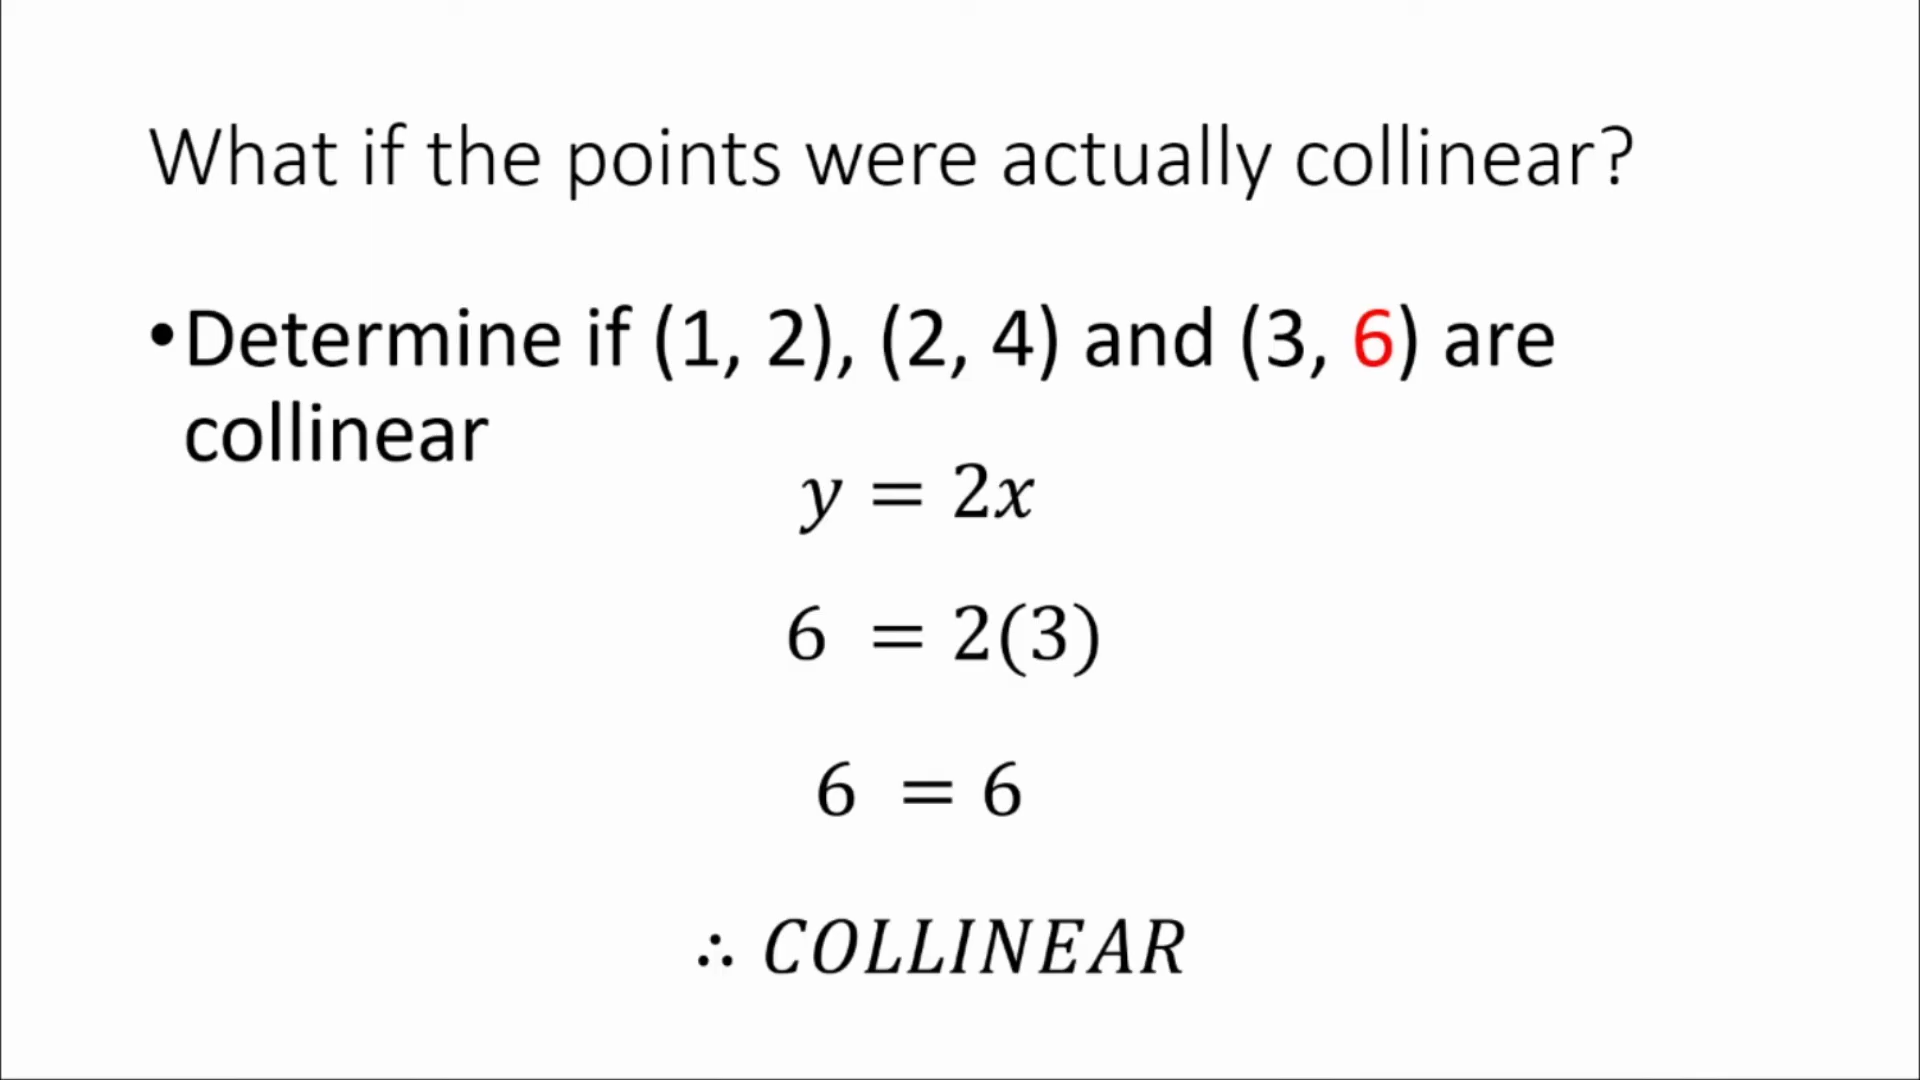 What if the points were actually collinear?
•Determine if (1, 2), (2, 4) and (3, 6) are
collinear
y = 2x
6 = 2(3)
6 = 6
∴ COLLINEAR